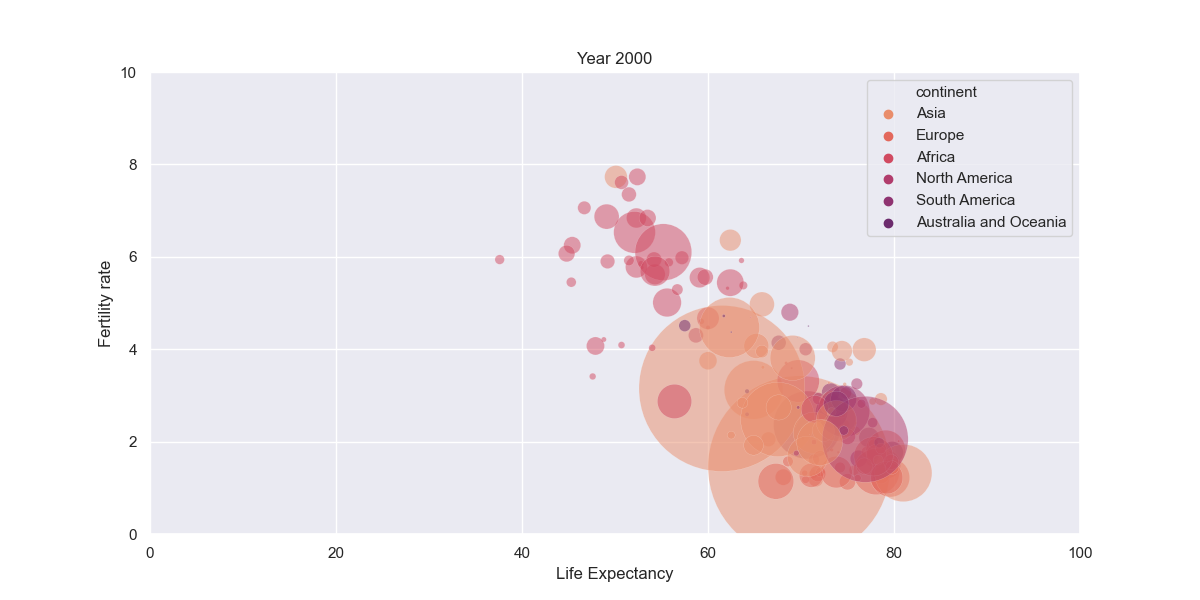 Year 2000
10
8
6
4
2
0
Fertility rate
0 20 40 60 80 100
Life Expectancy
continent
Asia
Europe
Africa
North America
South America
Australia and Oceania